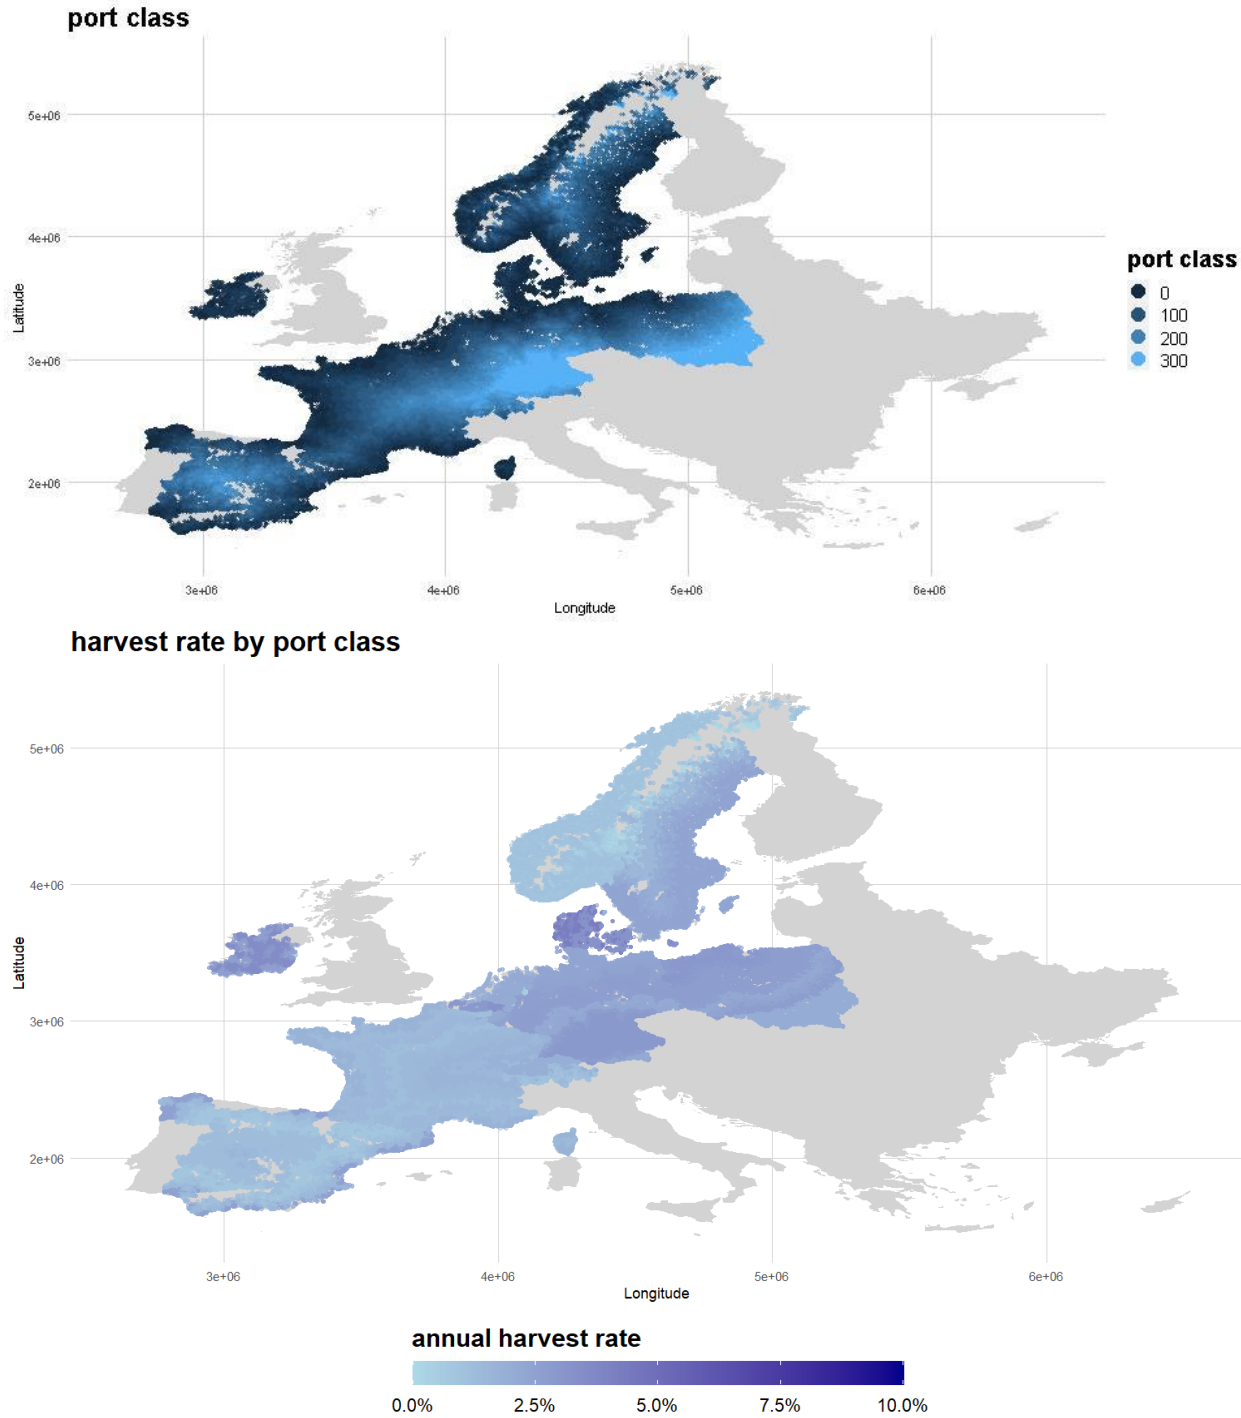 port class
5e+06
4e+06
3e+06
2e+06
Latitude
3e+06
4e+06
5e+06
6e+06
Longitude
port class
0
100
200
300
harvest rate by port class
5e+06
4e+06
3e+06
2e+06
Latitude
3e+06
4e+06
5e+06
6e+06
Longitude
annual harvest rate
0.0% 2.5% 5.0% 7.5% 10.0%